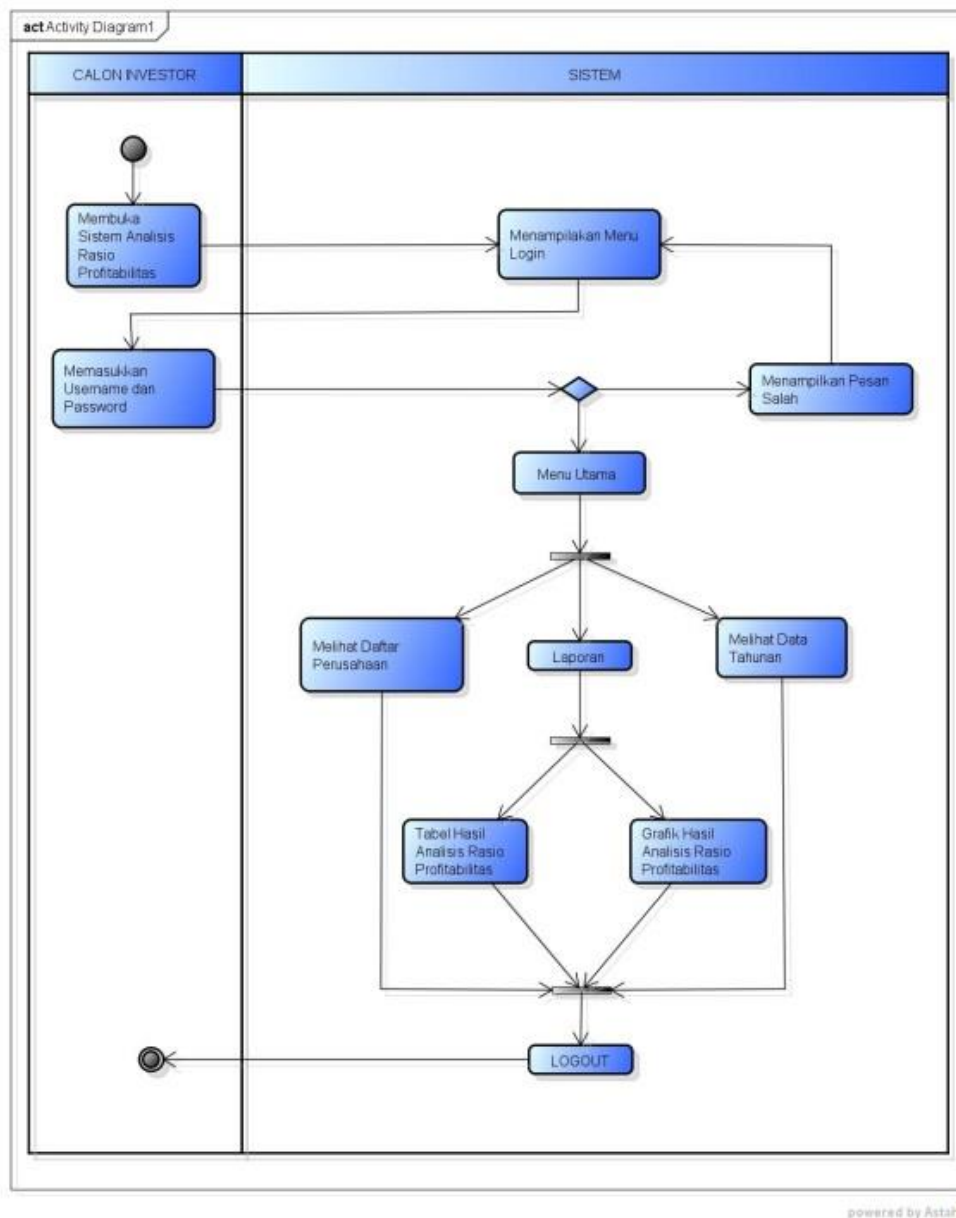 act Activity Diagram1
CALON INVESTOR
SISTEM
Membuka
Sistem Analisis
Rasio
Profitabilitas
Menampilakan Menu
Login
Memasukkan
Username dan
Password
Menampilkan Pesan
Salah
Menu Utama
Melihat Daftar
Perusahaan
Laporan
Melihat Data
Tahunan
Tabel Hasil
Analisis Rasio
Profitabilitas
Grafik Hasil
Analisis Rasio
Profitabilitas
LOGOUT
powered by Astah